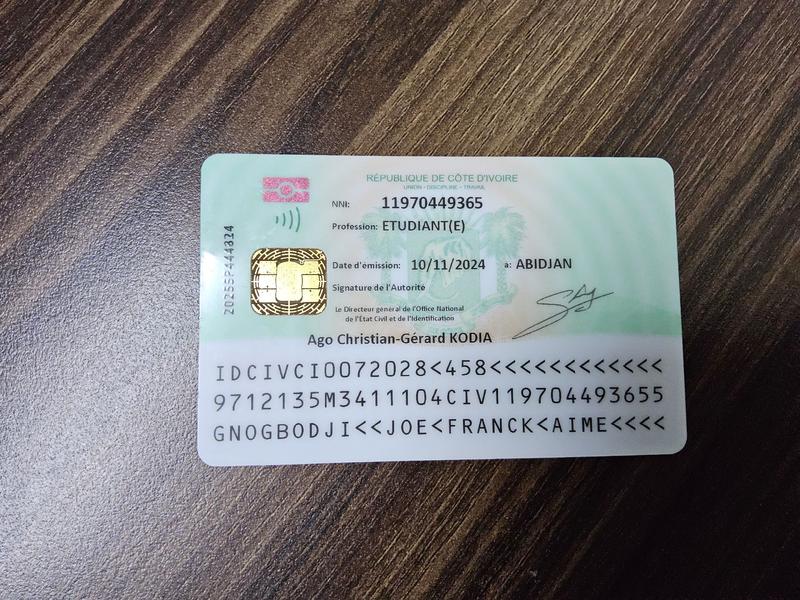 RÉPUBLIQUE DE CÔTE D'IVOIRE
UNION - DISCIPLINE - TRAVAIL
NNI: 11970449365
Profession: ETUDIANT(E)
Date d'émission: 10/11/2024 à: ABIDJAN
Signature de l'Autorité
Le Directeur général de l'Office National
de l'État Civil et de l'Identification
Ago Christian-Gérard KODIA
IDCIVCI0072028<458<<<<<<<<<<<<
9712135M3411104CIV119704493655
GNOGBODJI<<JOE<FRANCK<AIME<<<<